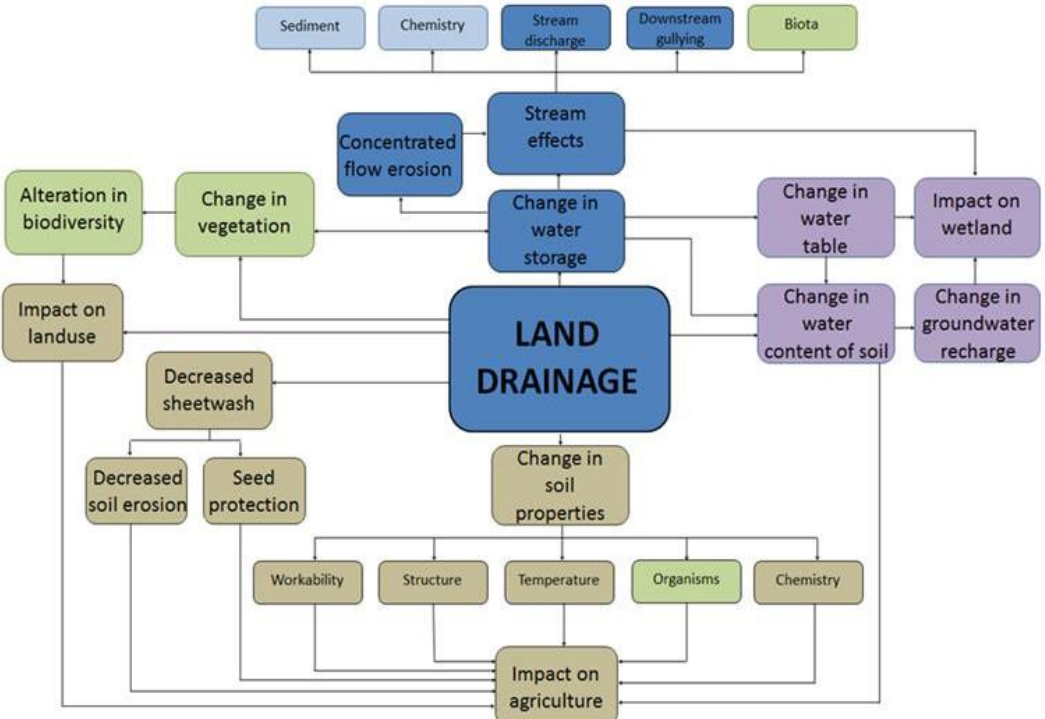 Sediment
Chemistry
Stream
discharge
Downstream
gullying
Biota
Stream
effects
Concentrated
flow erosion
Alteration in
biodiversity
Change in
vegetation
Change in
water
storage
Change in
water
table
Impact on
wetland
Impact on
landuse
LAND
DRAINAGE
Change in
water
content of soil
Change in
groundwater
recharge
Decreased
sheetwash
Decreased
soil erosion
Seed
protection
Change in
soil
properties
Workability
Structure
Temperature
Organisms
Chemistry
Impact on
agriculture